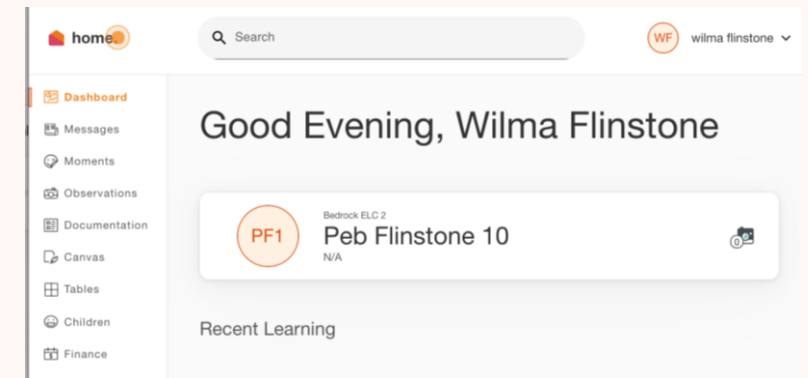 home.
Search
WF wilma flinstone
Dashboard
Messages
Moments
Observations
Documentation
Canvas
Tables
Children
Finance
Good Evening, Wilma Flinstone
PF1
Bedrock ELC 2
Peb Flinstone 10
N/A
0
Recent Learning